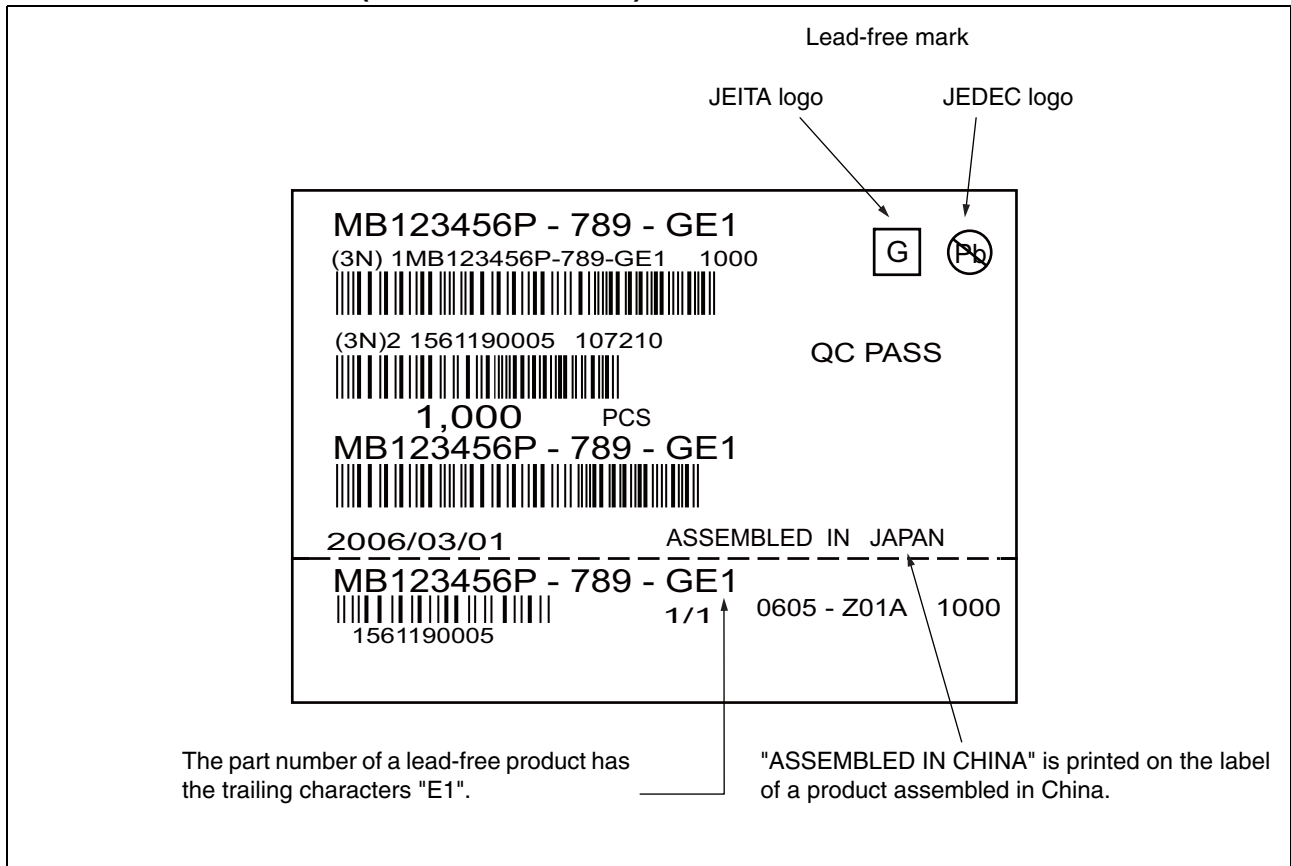 Lead-free mark
JEITA logo
JEDEC logo
MB123456P - 789 - GE1
(3N) 1MB123456P-789-GE1 1000
G
Pb
(3N)2 1561190005 107210
QC PASS
1,000 PCS
MB123456P - 789 - GE1
2006/03/01
ASSEMBLED IN JAPAN
MB123456P - 789 - GE1
1/1
0605 - Z01A 1000
1561190005
The part number of a lead-free product has
the trailing characters "E1".
"ASSEMBLED IN CHINA" is printed on the label
of a product assembled in China.